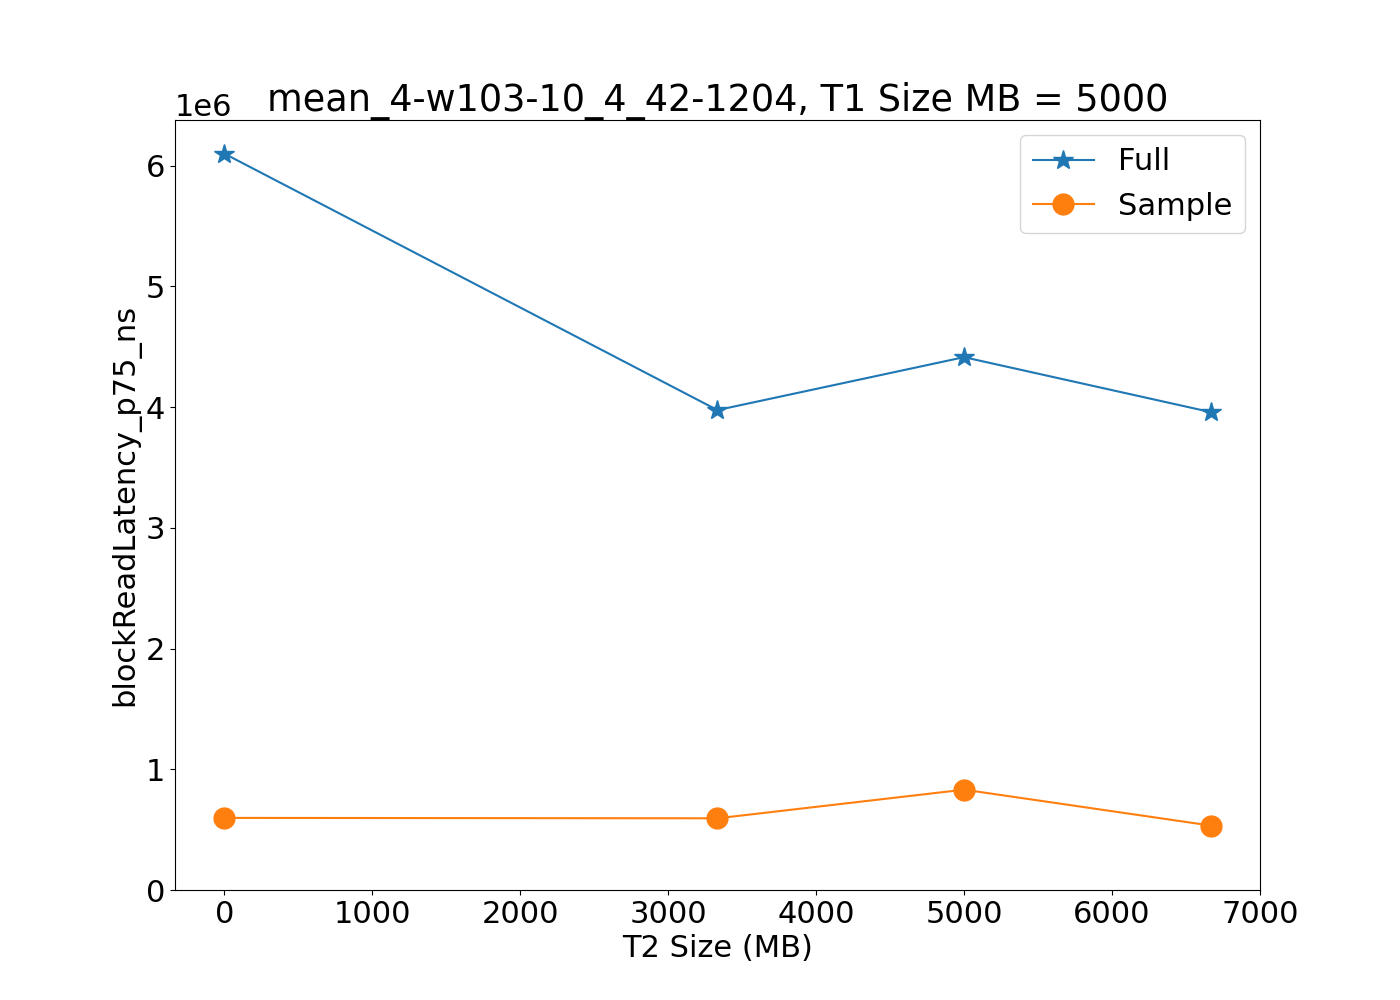 mean_4-w103-10_4_42-1204, T1 Size MB = 5000
1e6
Full
Sample
6
5
4
3
2
1
0
blockReadLatency_p75_ns
0 1000 2000 3000 4000 5000 6000 7000
T2 Size (MB)